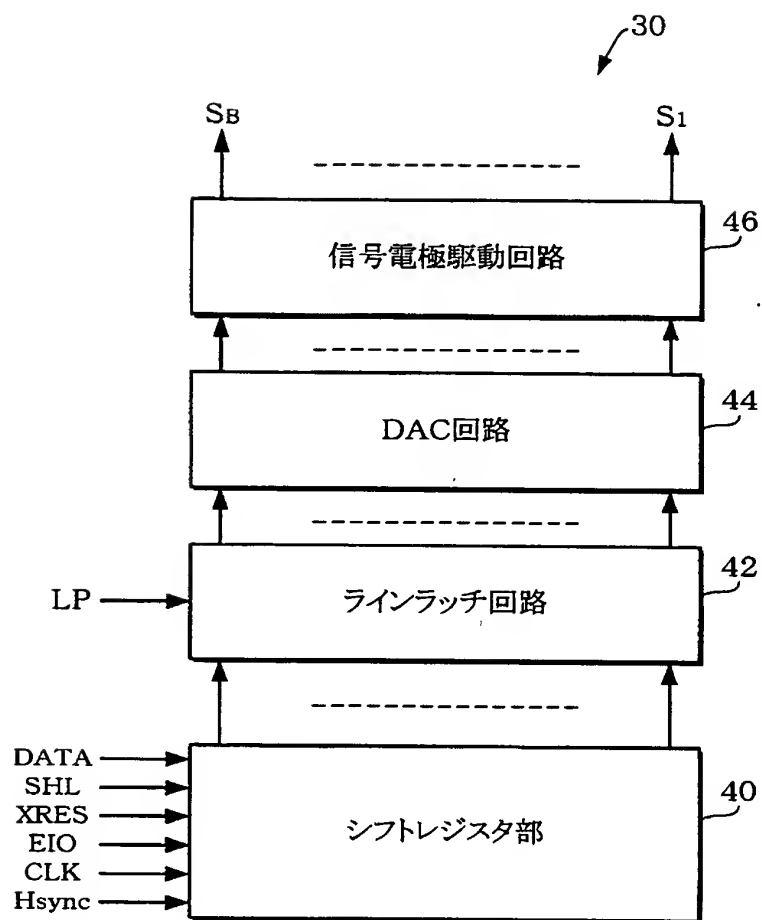 30
SB S1
信号電極駆動回路 46
DAC回路 44
LP ラインラッチ回路 42
DATA
SHL
XRES
EIO
CLK
Hsync
シフトレジスタ部 40